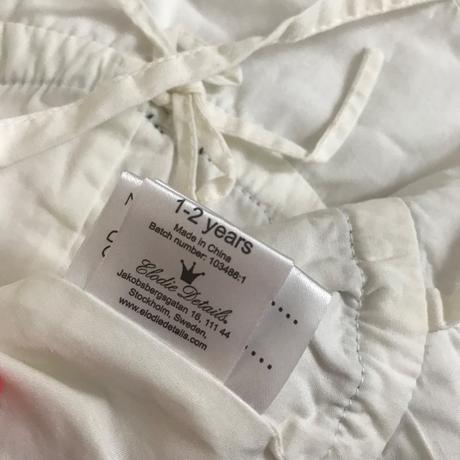 1-2 years
Made in China
Batch number: 103486:1
Elodie Details.
Jakobsbergsgatan 16, 111 44
Stockholm, Sweden,
www.elodiedetails.com